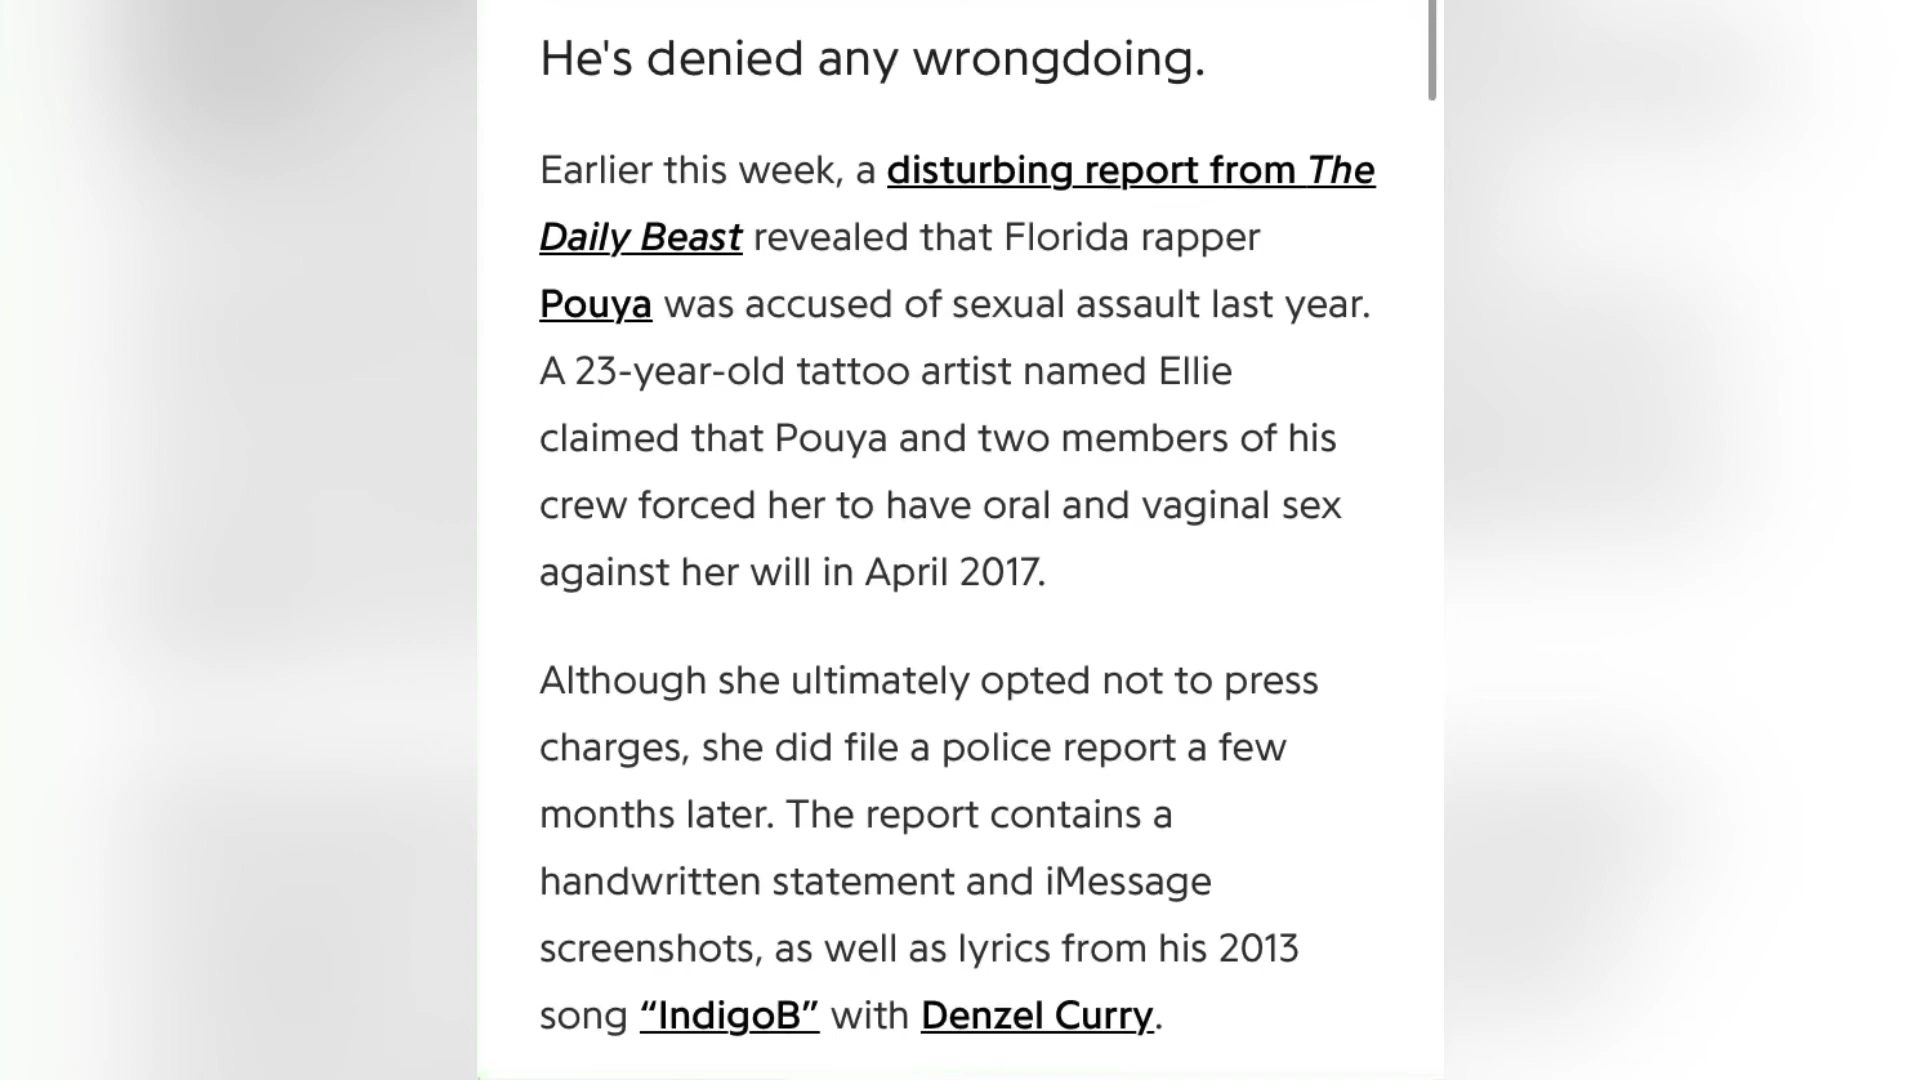 He's denied any wrongdoing.
Earlier this week, a disturbing report from The
Daily Beast revealed that Florida rapper
Pouya was accused of sexual assault last year.
A 23-year-old tattoo artist named Ellie
claimed that Pouya and two members of his
crew forced her to have oral and vaginal sex
against her will in April 2017.
Although she ultimately opted not to press
charges, she did file a police report a few
months later. The report contains a
handwritten statement and iMessage
screenshots, as well as lyrics from his 2013
song “IndigoB” with Denzel Curry.